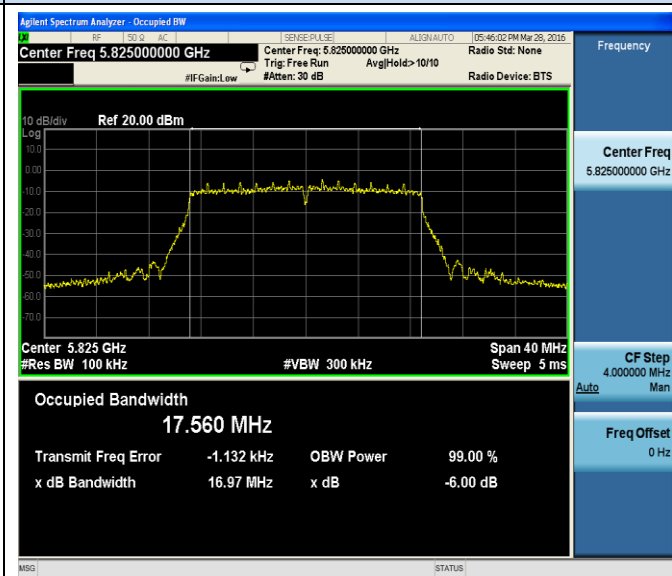 Agilent Spectrum Analyzer - Occupied BW
RF 50 Ω AC SENSE:PULSE ALIGN AUTO 05:46:02 PM Mar 28, 2016
Center Freq 5.825000000 GHz
Center Freq: 5.825000000 GHz
Radio Std: None
Trig: Free Run Avg|Hold:> 10/10
#IFGain:Low #Atten: 30 dB Radio Device: BTS
10 dB/div Ref 20.00 dBm
Log
10.0
0.00
-10.0
-20.0
-30.0
-40.0
-50.0
-60.0
-70.0
Center 5.825 GHz Span 40 MHz
#Res BW 100 kHz #VBW 300 kHz Sweep 5 ms
Occupied Bandwidth
17.560 MHz
Transmit Freq Error -1.132 kHz OBW Power 99.00 %
x dB Bandwidth 16.97 MHz x dB -6.00 dB
MSG STATUS
Frequency
Center Freq
5.825000000 GHz
CF Step
4.000000 MHz
Auto Man
Freq Offset
0 Hz